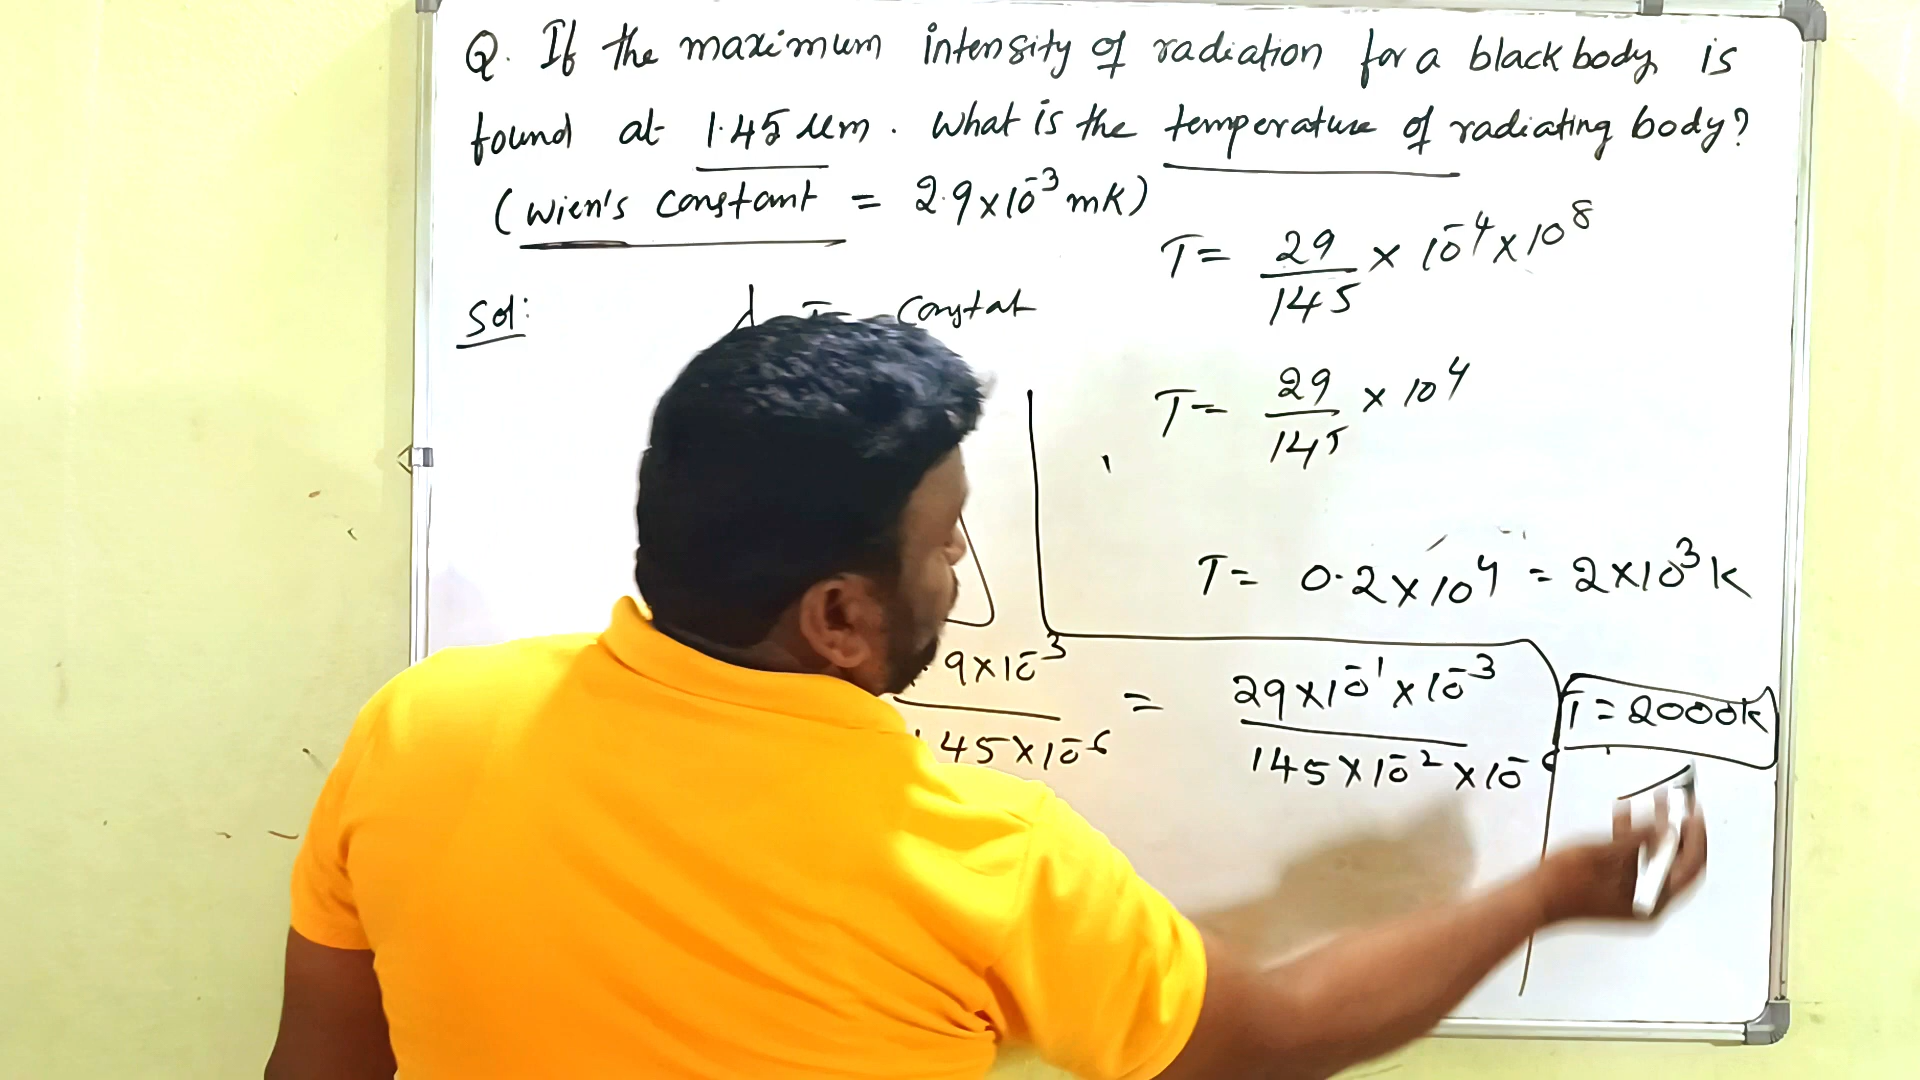 Q. If the maximum intensity of radiation for a black body is
found at 1.45 μm. What is the temperature of radiating body?
(Wien's constant = 2.9×10⁻³ mK)
Sol:
T = Constat
9×10⁻³
45×10⁻⁶
= 29×10⁻¹×10⁻³
145×10⁻²×10⁻⁶
T = 29/145 × 10⁻⁴×10⁸
T = 29/145 × 10⁴
T = 0.2×10⁴ = 2×10³ K
T = 2000K